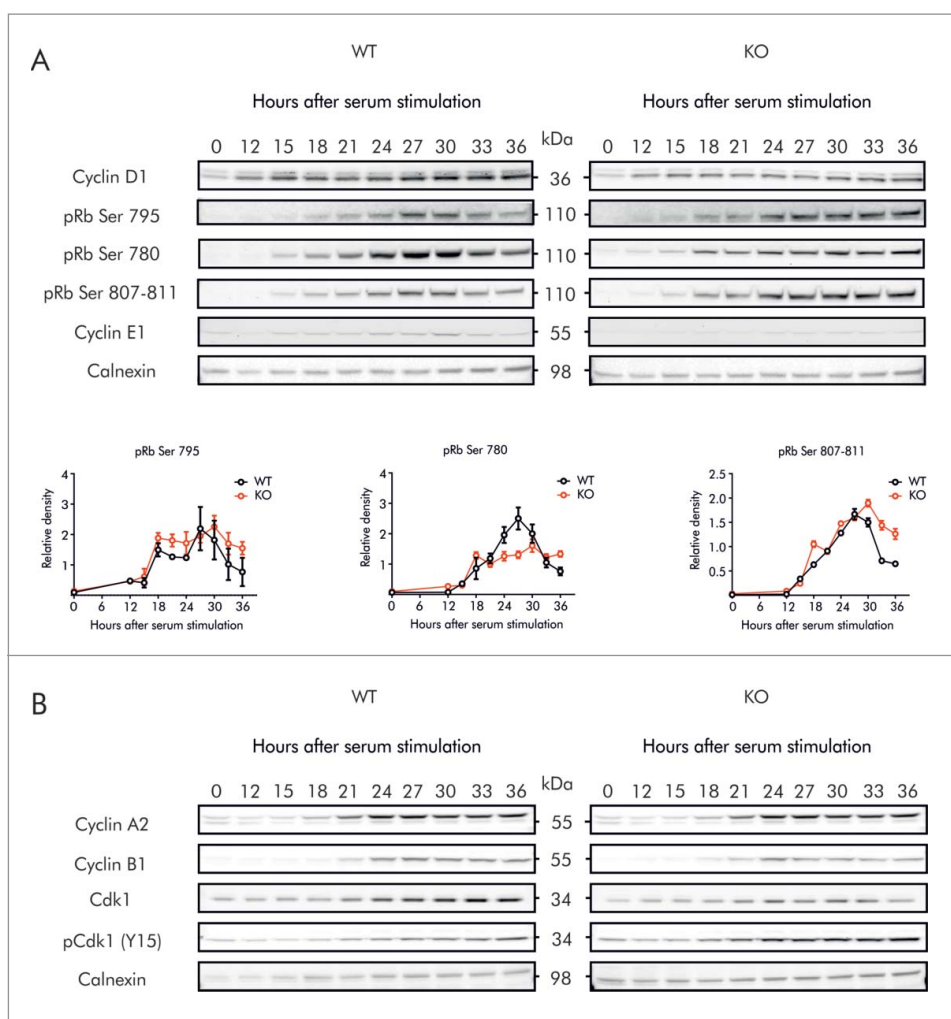 A
WT KO
Hours after serum stimulation Hours after serum stimulation
0 12 15 18 21 24 27 30 33 36 kDa 0 12 15 18 21 24 27 30 33 36
Cyclin D1 36
pRb Ser 795 110
pRb Ser 780 110
pRb Ser 807-811 110
Cyclin E1 55
Calnexin 98
pRb Ser 795
Relative density
4
3
2
1
WT
KO
0 6 12 18 24 30 36
Hours after serum stimulation
pRb Ser 780
Relative density
4
3
2
1
WT
KO
0 6 12 18 24 30 36
Hours after serum stimulation
pRb Ser 807-811
Relative density
2.5
2.0
1.5
1.0
0.5
WT
KO
0 6 12 18 24 30 36
Hours after serum stimulation
B
WT KO
Hours after serum stimulation Hours after serum stimulation
0 12 15 18 21 24 27 30 33 36 kDa 0 12 15 18 21 24 27 30 33 36
Cyclin A2 55
Cyclin B1 55
Cdk1 34
pCdk1 (Y15) 34
Calnexin 98